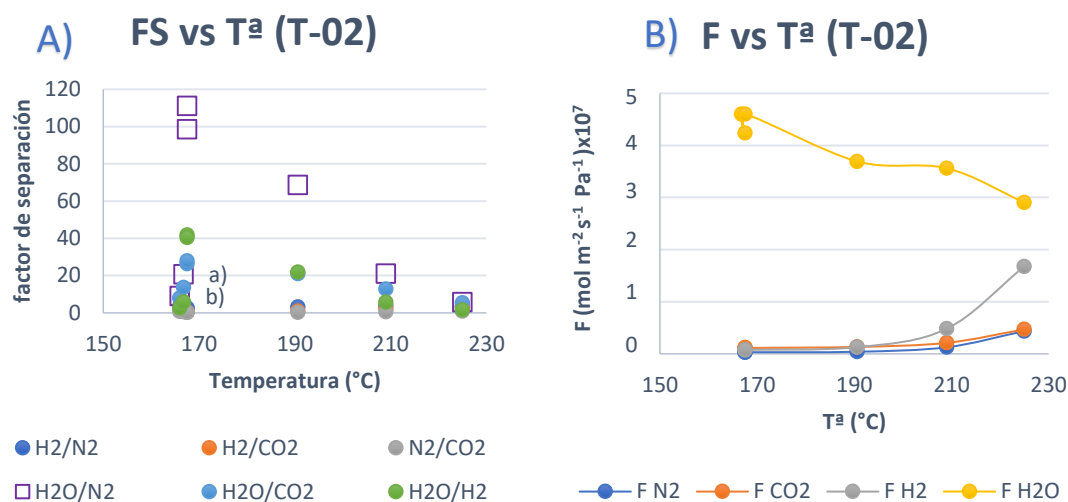 A) FS vs Tª (T-02)
factor de separación
120
100
80
60
40
20
0
a)
b)
150 170 190 210 230
Temperatura (°C)
H2/N2 H2/CO2 N2/CO2
H2O/N2 H2O/CO2 H2O/H2
B) F vs Tª (T-02)
F (mol m⁻² s⁻¹ Pa⁻¹ )x10⁷
5
4
3
2
1
0
150 170 190 210 230
Tª (°C)
F N2 F CO2 F H2 F H2O